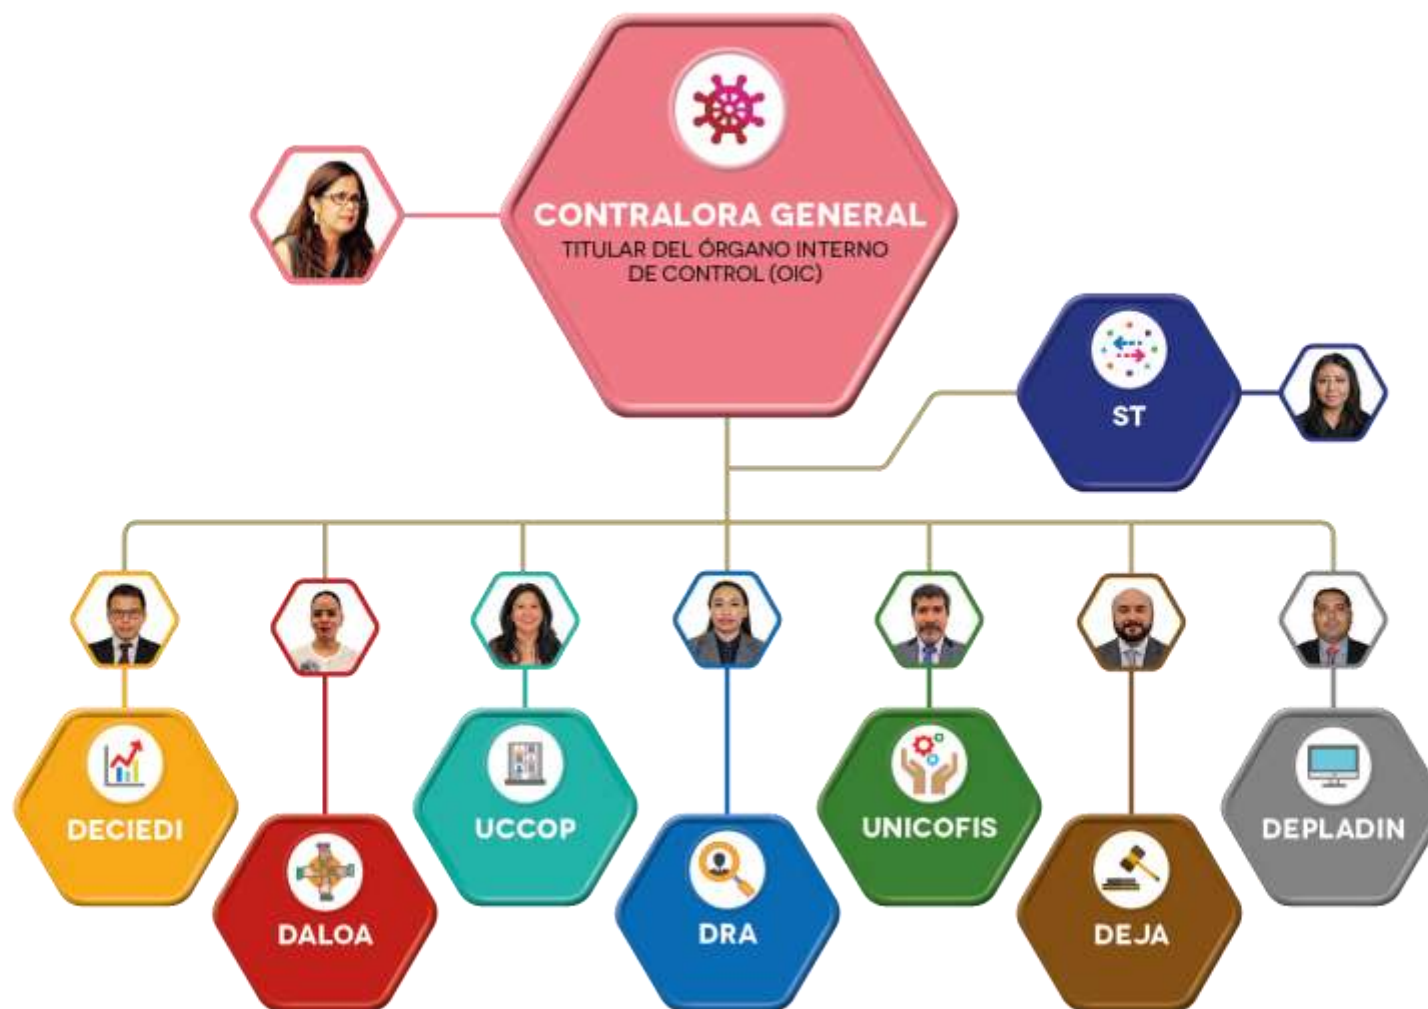 CONTRALORA GENERAL
TITULAR DEL ÓRGANO INTERNO
DE CONTROL (OIC)
ST
DECIEDI
DALOA
UCCOP
DRA
UNICOFIS
DEJA
DEPLADIN